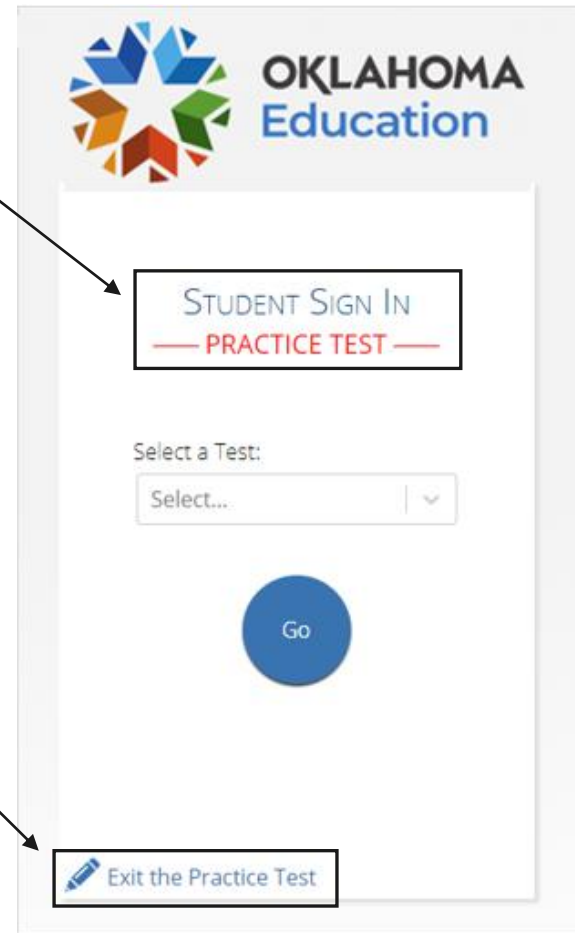 OKLAHOMA
Education
STUDENT SIGN IN
PRACTICE TEST
Select a Test:
Select...
Go
Exit the Practice Test